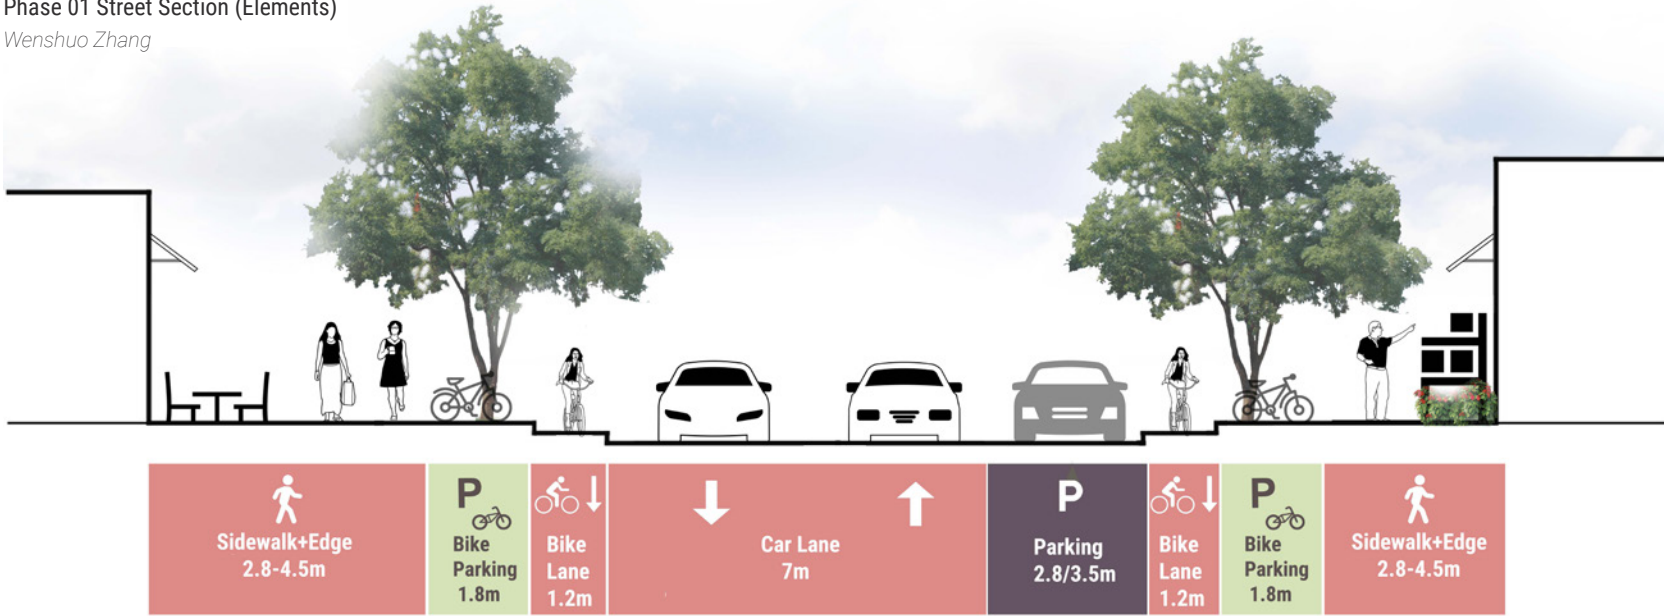 Phase 01 Street Section (Elements)
Wenshuo Zhang
Sidewalk+Edge
2.8-4.5m
P
Bike
Parking
1.8m
Bike
Lane
1.2m
Car Lane
7m
P
Parking
2.8/3.5m
Bike
Lane
1.2m
P
Bike
Parking
1.8m
Sidewalk+Edge
2.8-4.5m